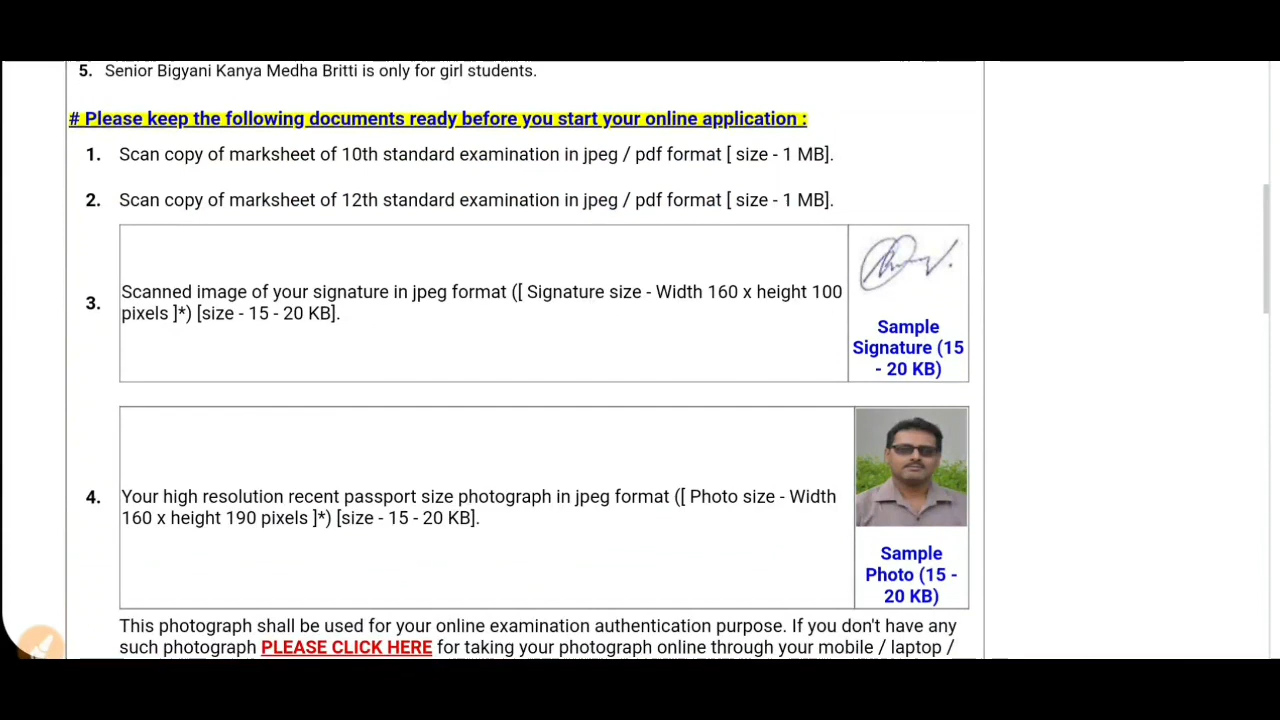 5. Senior Bigyani Kanya Medha Britti is only for girl students.
# Please keep the following documents ready before you start your online application :
1. Scan copy of marksheet of 10th standard examination in jpeg / pdf format [ size - 1 MB].
2. Scan copy of marksheet of 12th standard examination in jpeg / pdf format [ size - 1 MB].
3. Scanned image of your signature in jpeg format ([ Signature size - Width 160 x height 100
pixels ]*) [size - 15 - 20 KB].
Sample
Signature (15
- 20 KB)
4. Your high resolution recent passport size photograph in jpeg format ([ Photo size - Width
160 x height 190 pixels ]*) [size - 15 - 20 KB].
Sample
Photo (15 -
20 KB)
This photograph shall be used for your online examination authentication purpose. If you don't have any
such photograph PLEASE CLICK HERE for taking your photograph online through your mobile / laptop /